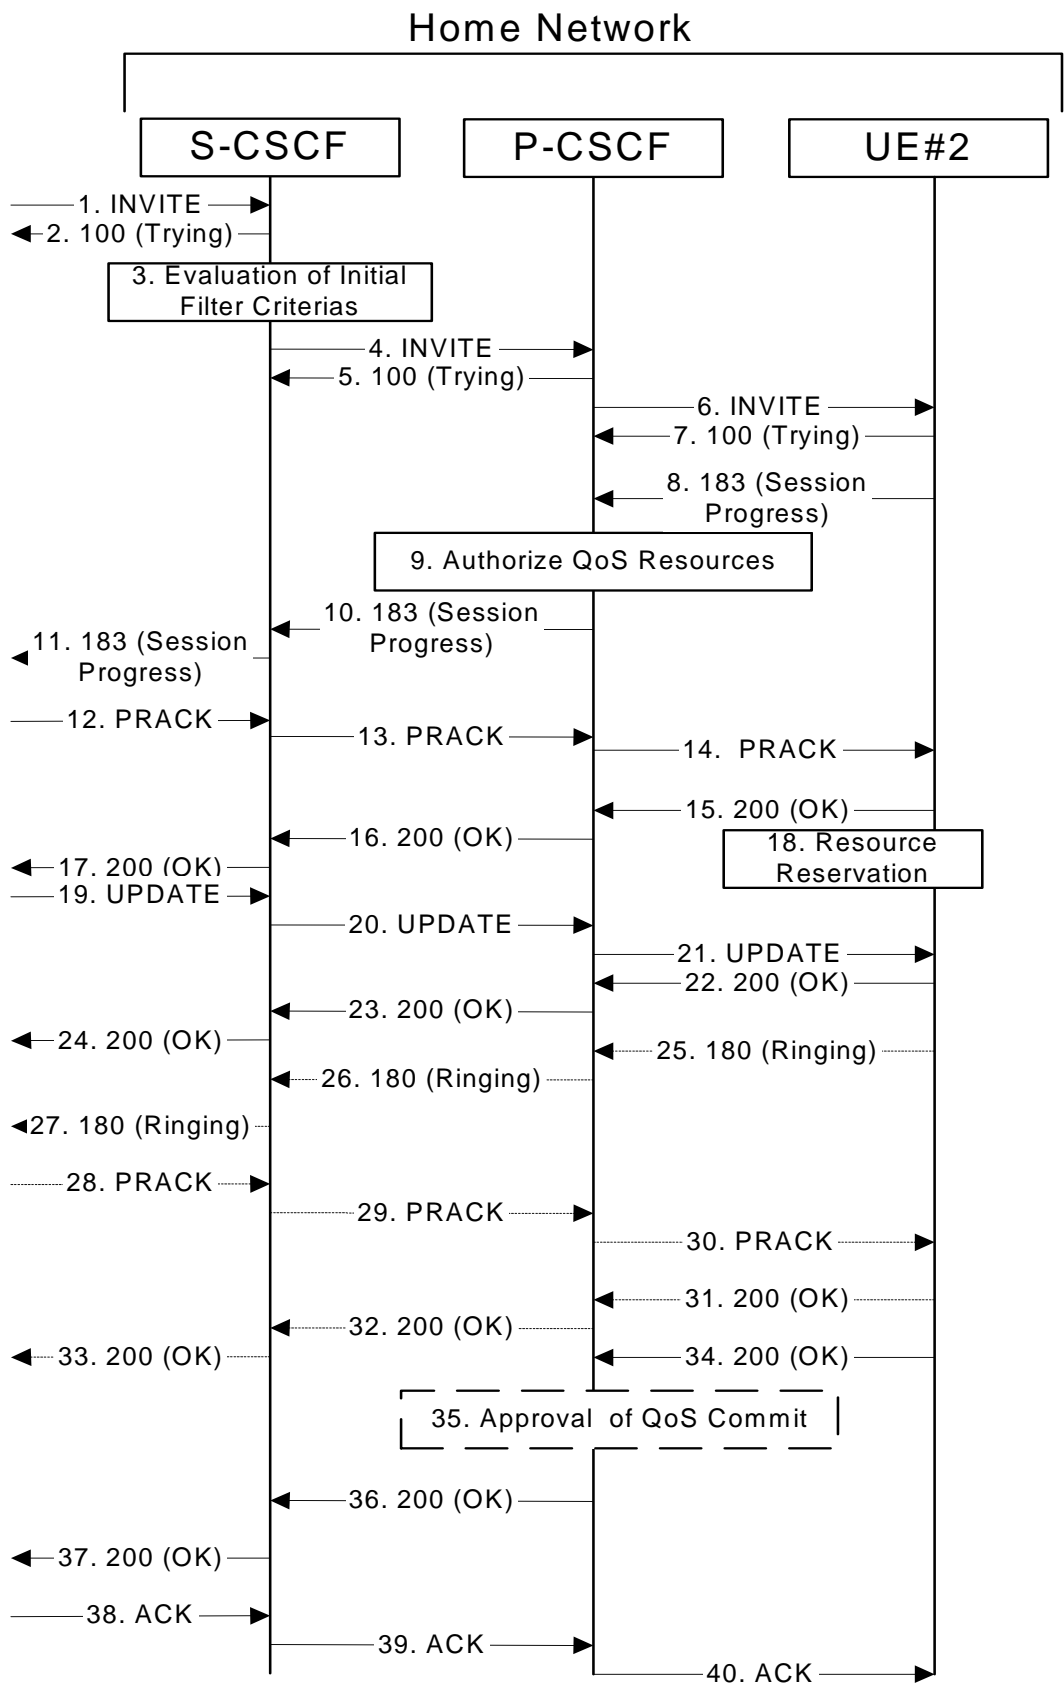 Home Network
S-CSCF
P-CSCF
UE#2
1. INVITE
2. 100 (Trying)
3. Evaluation of Initial
Filter Criterias
4. INVITE
5. 100 (Trying)
6. INVITE
7. 100 (Trying)
8. 183 (Session
Progress)
9. Authorize QoS Resources
10. 183 (Session
Progress)
11. 183 (Session
Progress)
12. PRACK
13. PRACK
14. PRACK
15. 200 (OK)
16. 200 (OK)
17. 200 (OK)
18. Resource
Reservation
19. UPDATE
20. UPDATE
21. UPDATE
22. 200 (OK)
23. 200 (OK)
24. 200 (OK)
25. 180 (Ringing)
26. 180 (Ringing)
27. 180 (Ringing)
28. PRACK
29. PRACK
30. PRACK
31. 200 (OK)
32. 200 (OK)
33. 200 (OK)
34. 200 (OK)
35. Approval of QoS Commit
36. 200 (OK)
37. 200 (OK)
38. ACK
39. ACK
40. ACK